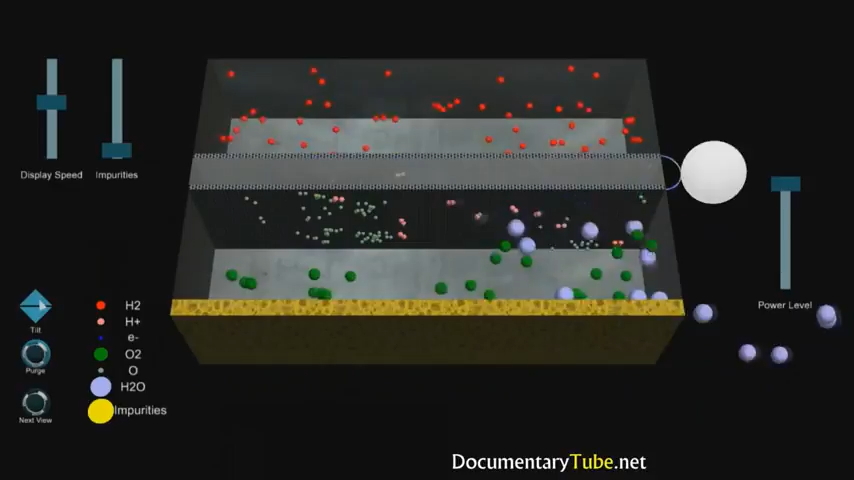 Display Speed
Impurities
Power Level
Tilt
Purge
Next View
H2
H+
e-
O2
O
H2O
Impurities
DocumentaryTube.net